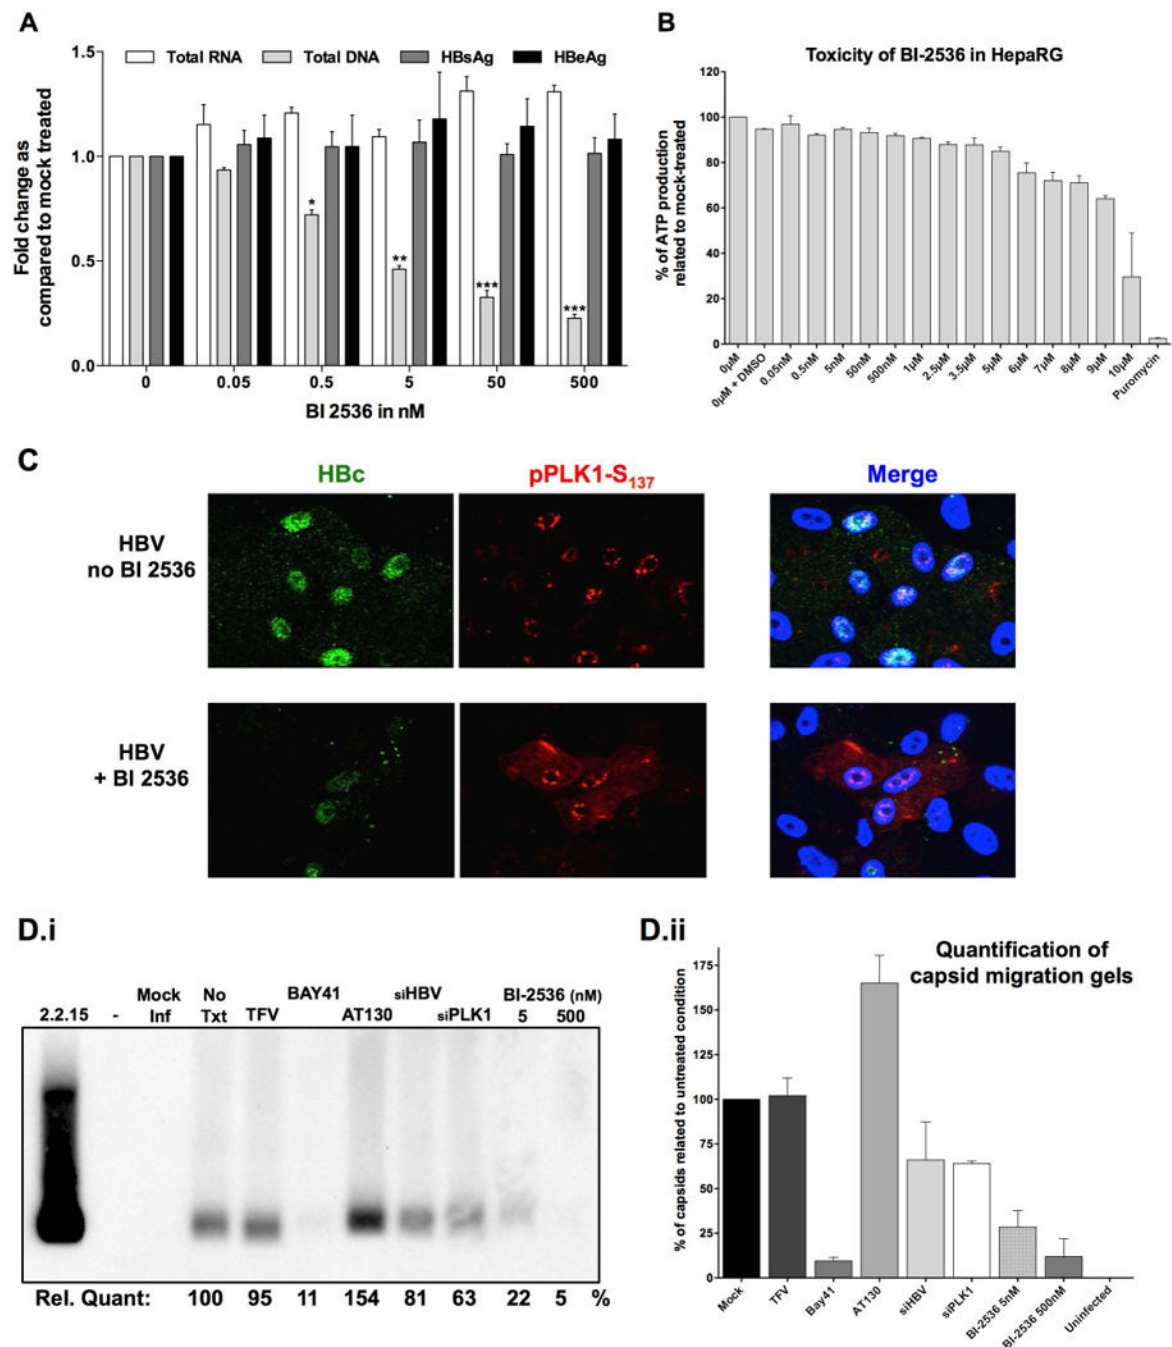 A
Total RNA
Total DNA
HBsAg
HBeAg
Fold change as
compared to mock treated
1.5
1.0
0.5
0.0
*
**
***
***
0
0.05
0.5
5
50
500
BI 2536 in nM
B
Toxicity of BI-2536 in HepaRG
% of ATP production
related to mock-treated
120
100
80
60
40
20
0
0µM
0µM + DMSO
0.05nM
0.5nM
5nM
50nM
500nM
1µM
2.5µM
3.5µM
5µM
6µM
7µM
8µM
9µM
10µM
Puromycin
C
HBc
pPLK1-S137
Merge
HBV
no BI 2536
HBV
+ BI 2536
D.i
Mock No BAY41 siHBV BI-2536 (nM)
2.2.15 - Inf Txt TFV AT130 siPLK1 5 500
Rel. Quant: 100 95 11 154 81 63 22 5 %
D.ii
Quantification of
capsid migration gels
% of capsids related to untreated condition
175
150
125
100
75
50
25
0
Mock
TFV
Bay41
AT130
siHBV
siPLK1
BI-2536 5nM
BI-2536 500nM
Uninfected